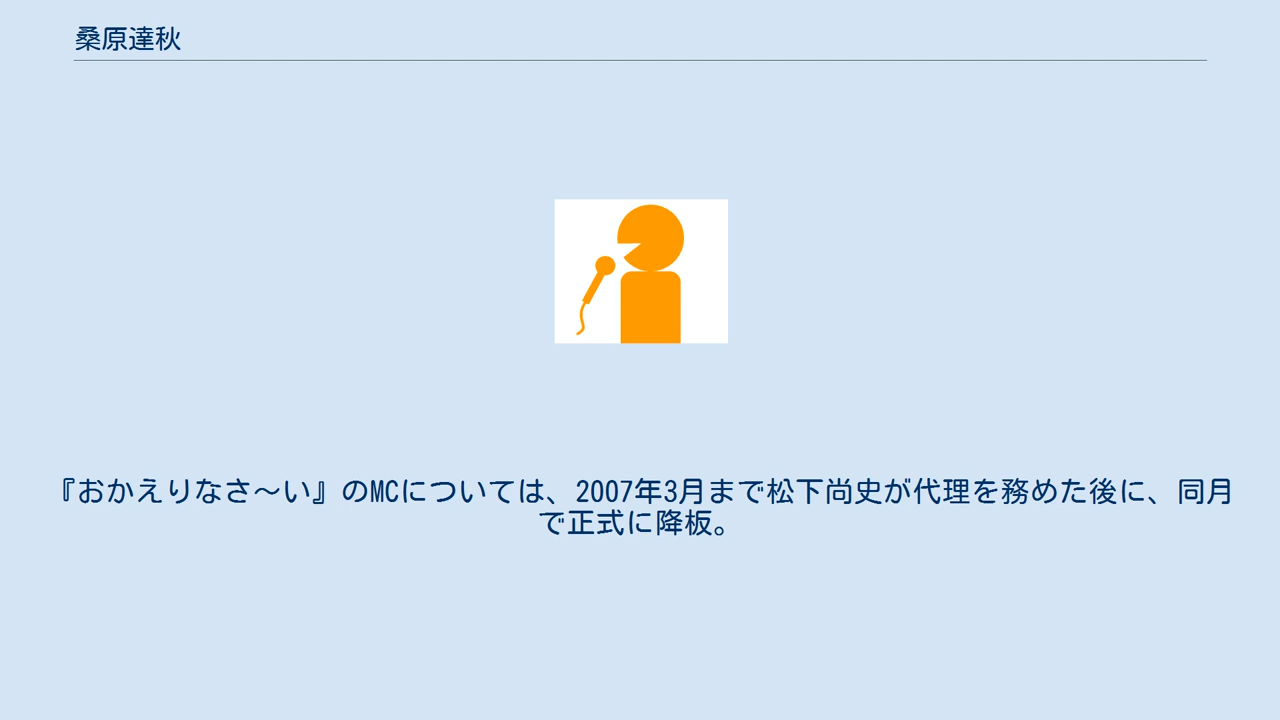 桑原達秋
『おかえりなさ〜い』のMCについては、2007年3月まで松下尚史が代理を務めた後に、同月
で正式に降板。